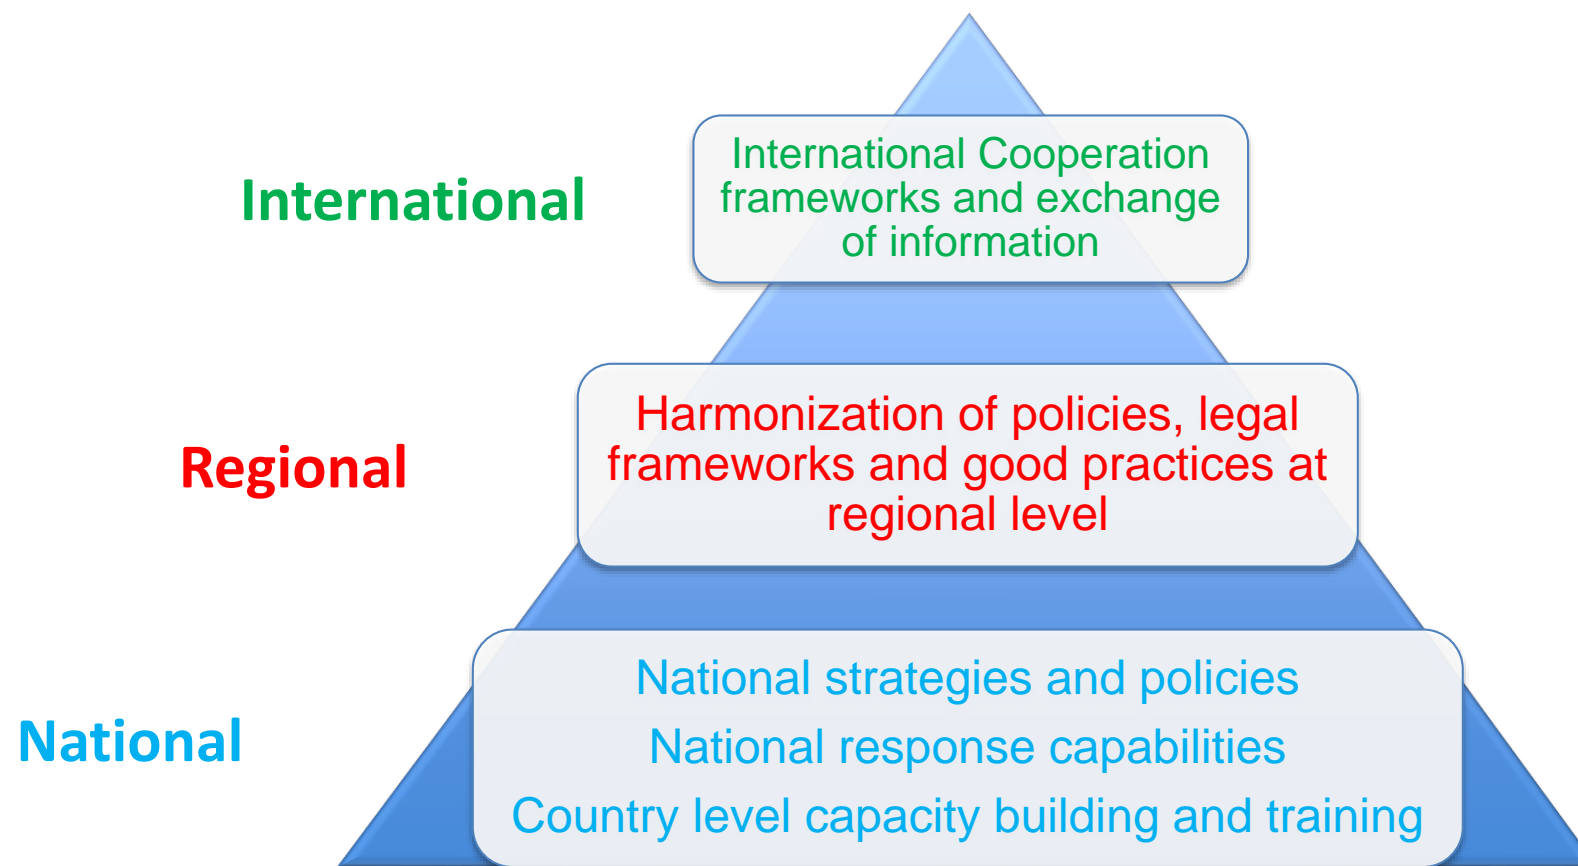 International
International Cooperation
frameworks and exchange
of information
Regional
Harmonization of policies, legal
frameworks and good practices at
regional level
National
National strategies and policies
National response capabilities
Country level capacity building and training